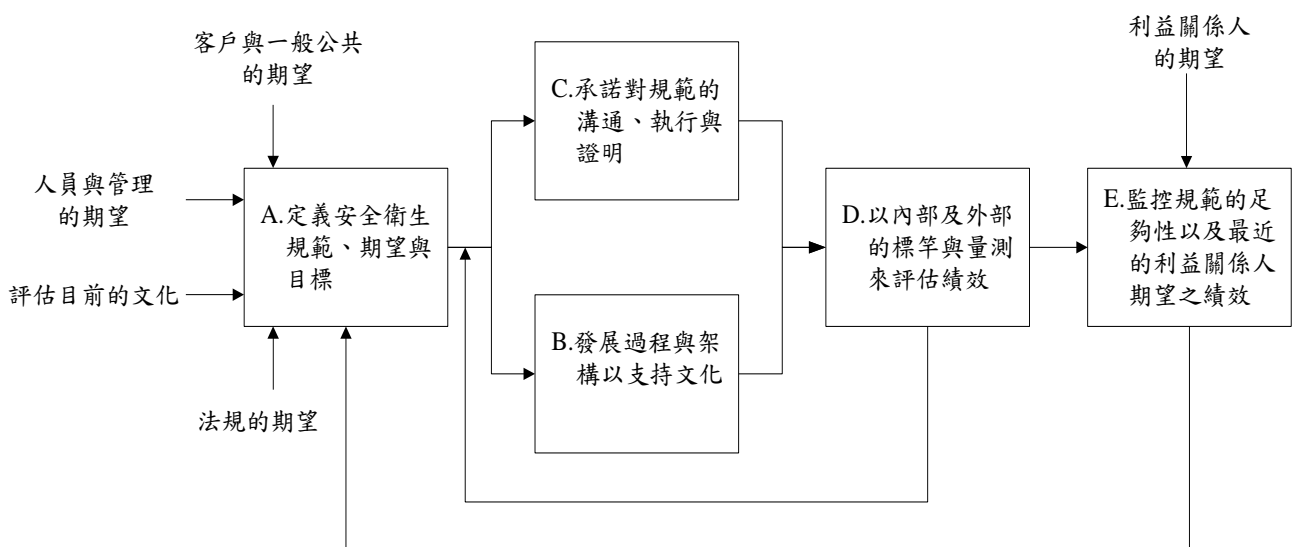 客戶與一般公共
的期望
利益關係人
的期望
人員與管理
的期望
評估目前的文化
法規的期望
A.定義安全衛生
規範、期望與
目標
C.承諾對規範的
溝通、執行與
證明
B.發展過程與架
構以支持文化
D.以內部及外部
的標竿與量測
來評估績效
E.監控規範的足
夠性以及最近
的利益關係人
期望之績效